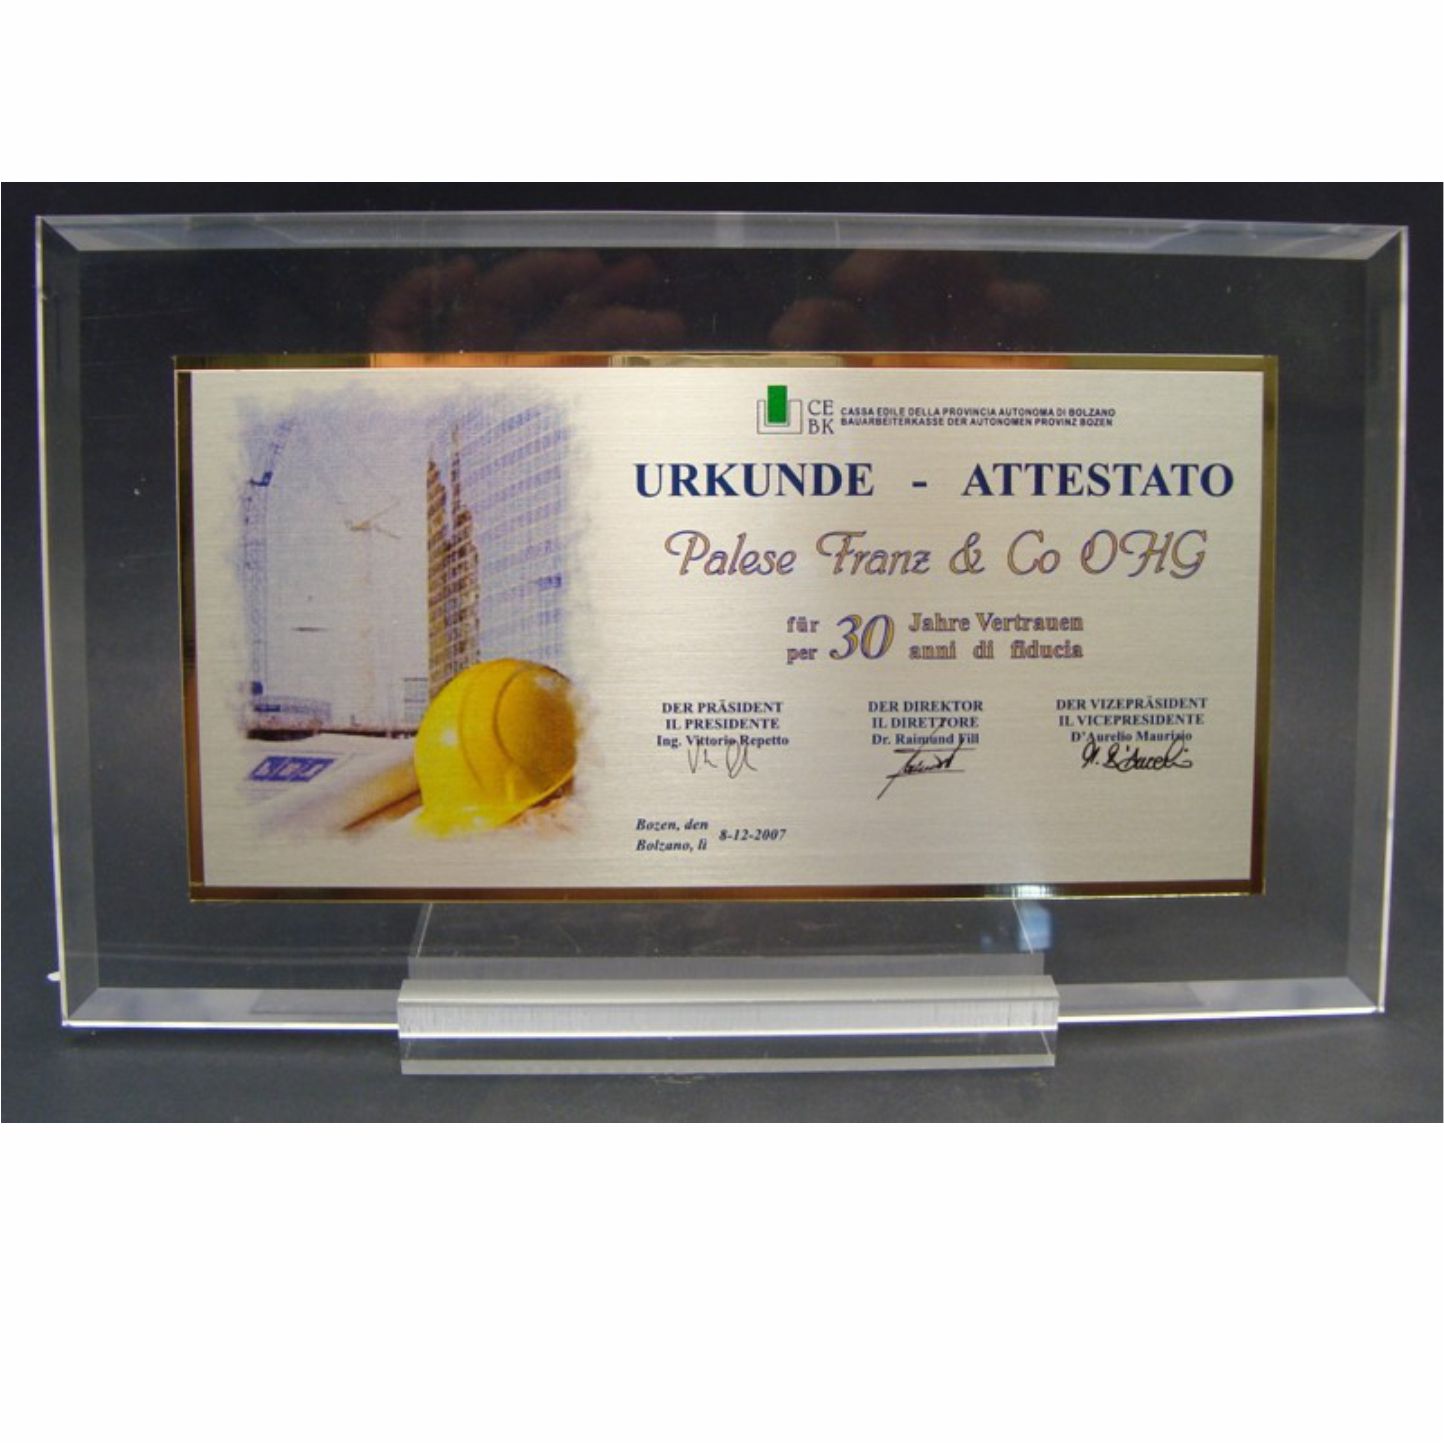 CE
BK
CASSA EDILE DELLA PROVINCIA AUTONOMA DI BOLZANO
BAUARBEITERKASSE DER AUTONOMEN PROVINZ BOZEN
URKUNDE - ATTESTATO
Palese Franz & Co OHG
für 30 Jahre Vertrauen
per anni di fiducia
DER PRÄSIDENT
IL PRESIDENTE
Ing. Vittorio Repetto
DER DIREKTOR
IL DIRETTORE
Dr. Raimund Fill
DER VIZEPRÄSIDENT
IL VICEPRESIDENTE
D'Aurelio Maurizio
Bozen, den
Bolzano, li
8-12-2007